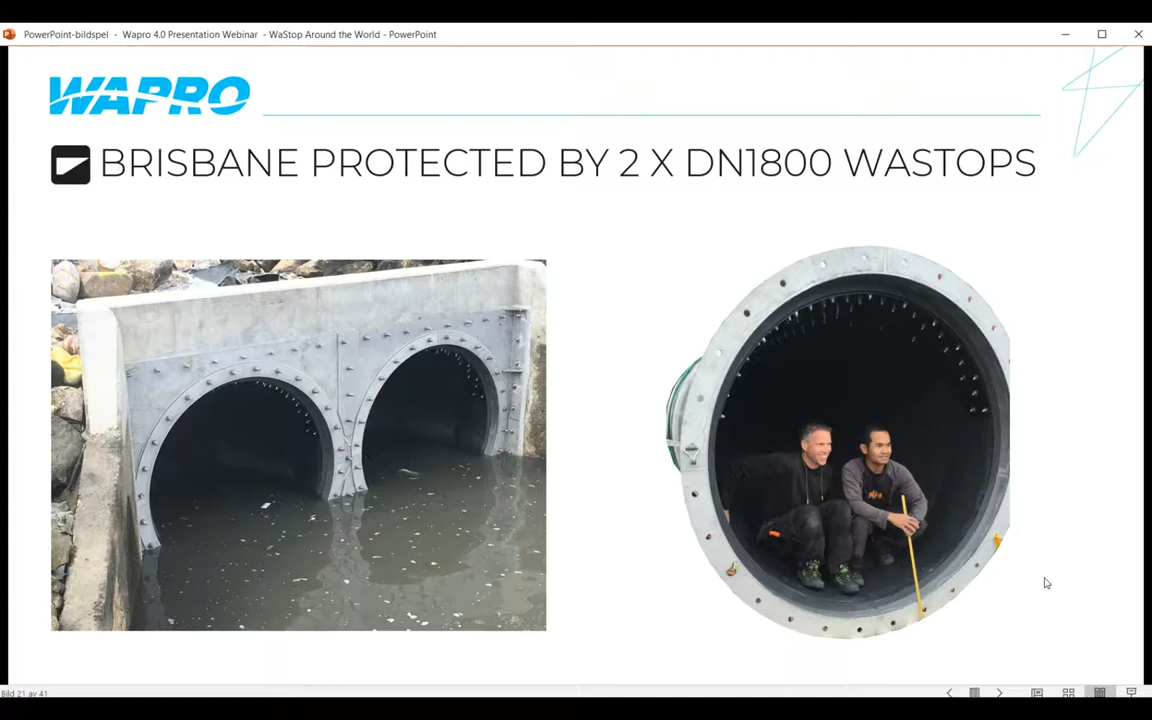 PowerPoint-bildspel - Wapro 4.0 Presentation Webinar - WaStop Around the World - PowerPoint
WAPRO
BRISBANE PROTECTED BY 2 X DN1800 WASTOPS
Bild 21 av 41